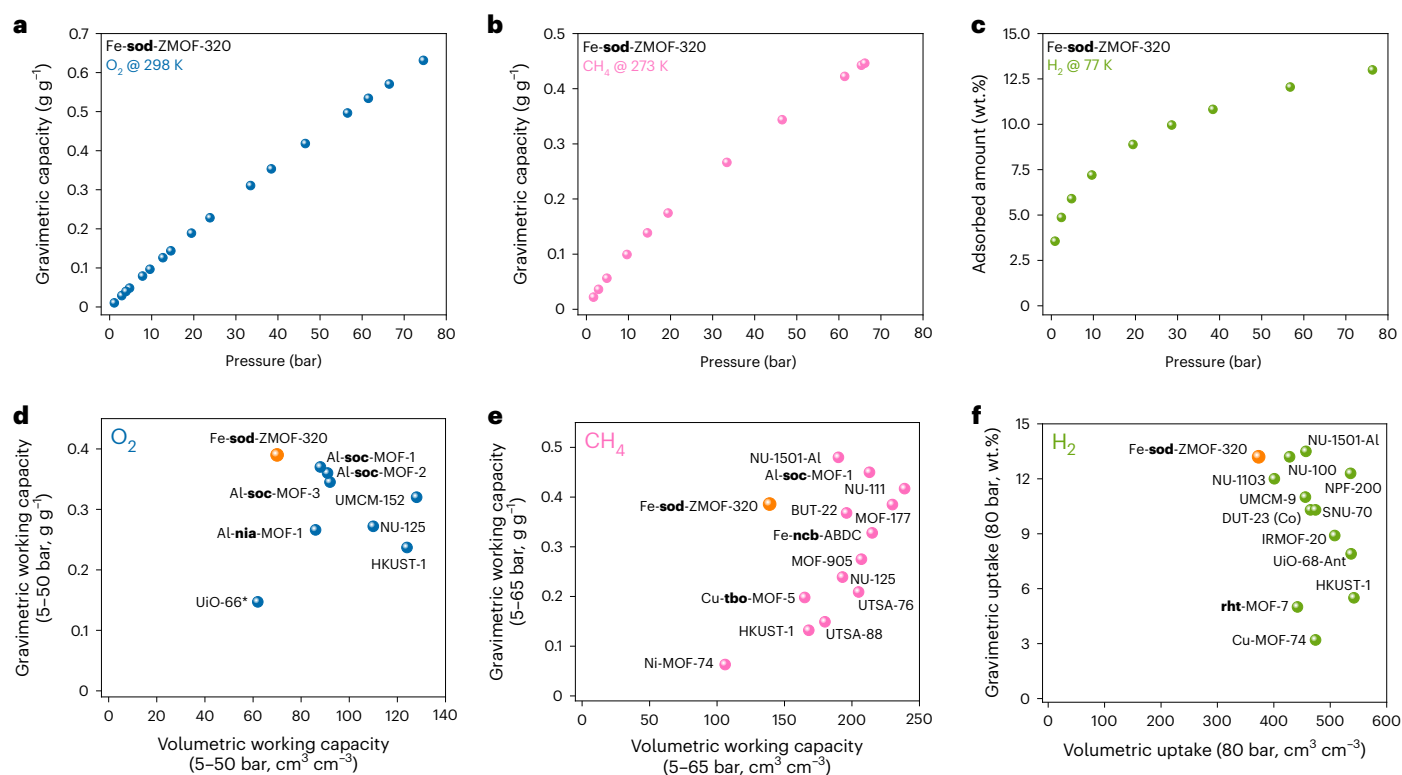 a
Fe-sod-ZMOF-320
O2 @ 298 K
Gravimetric capacity (g g−1)
0.7
0.6
0.5
0.4
0.3
0.2
0.1
0
0 10 20 30 40 50 60 70 80
Pressure (bar)
b
Fe-sod-ZMOF-320
CH4 @ 273 K
Gravimetric capacity (g g−1)
0.5
0.4
0.3
0.2
0.1
0
0 10 20 30 40 50 60 70 80
Pressure (bar)
c
Fe-sod-ZMOF-320
H2 @ 77 K
Adsorbed amount (wt.%)
15.0
12.5
10.0
7.5
5.0
2.5
0
0 10 20 30 40 50 60 70 80
Pressure (bar)
d
O2
Gravimetric working capacity
(5–50 bar, g g−1)
0.4
0.3
0.2
0.1
0
Fe-sod-ZMOF-320
Al-soc-MOF-1
Al-soc-MOF-2
Al-soc-MOF-3
UMCM-152
Al-nia-MOF-1
NU-125
HKUST-1
UiO-66*
0 20 40 60 80 100 120 140
Volumetric working capacity
(5–50 bar, cm3 cm−3)
e
CH4
Gravimetric working capacity
(5–65 bar, g g−1)
0.5
0.4
0.3
0.2
0.1
0
NU-1501-Al
Al-soc-MOF-1
NU-111
Fe-sod-ZMOF-320
BUT-22
MOF-177
Fe-ncb-ABDC
MOF-905
NU-125
Cu-tbo-MOF-5
UTSA-76
HKUST-1
UTSA-88
Ni-MOF-74
0 50 100 150 200 250
Volumetric working capacity
(5–65 bar, cm3 cm−3)
f
H2
Gravimetric uptake (80 bar, wt.%)
15
12
9
6
3
0
NU-1501-Al
Fe-sod-ZMOF-320
NU-100
NU-1103
NPF-200
UMCM-9
DUT-23 (Co)
SNU-70
IRMOF-20
UiO-68-Ant
HKUST-1
rht-MOF-7
Cu-MOF-74
0 100 200 300 400 500 600
Volumetric uptake (80 bar, cm3 cm−3)